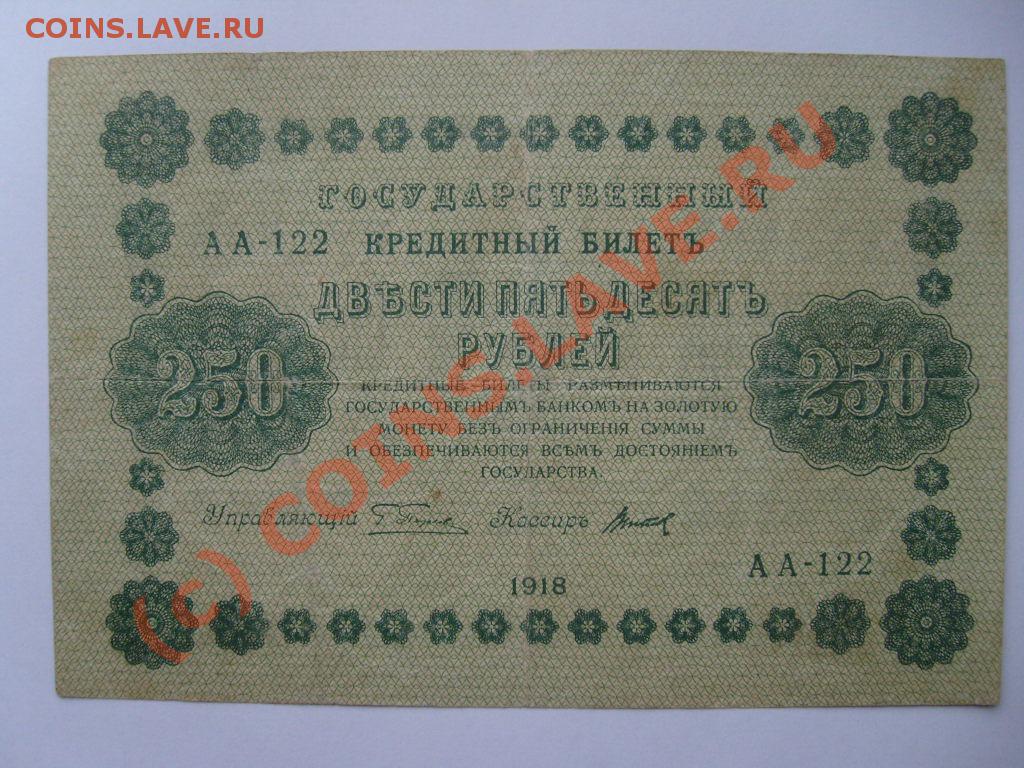 COINS.LAVE.RU
ГОСУДАРСТВЕННЫЙ
АА-122 КРЕДИТНЫЙ БИЛЕТЪ
ДВѢСТИ ПЯТЬДЕСЯТЪ
РУБЛЕЙ
250
250
КРЕДИТНЫЕ БИЛЕТЫ РАЗМѢНИВАЮТСЯ
ГОСУДАРСТВЕННЫМЪ БАНКОМЪ НА ЗОЛОТУЮ
МОНЕТУ БЕЗЪ ОГРАНИЧЕНІЯ СУММЫ
И ОБЕЗПЕЧИВАЮТСЯ ВСѢМЪ ДОСТОЯНІЕМЪ
ГОСУДАРСТВА.
Управляющій Кассиръ
АА-122
1918
(c) COINS.LAVE.RU